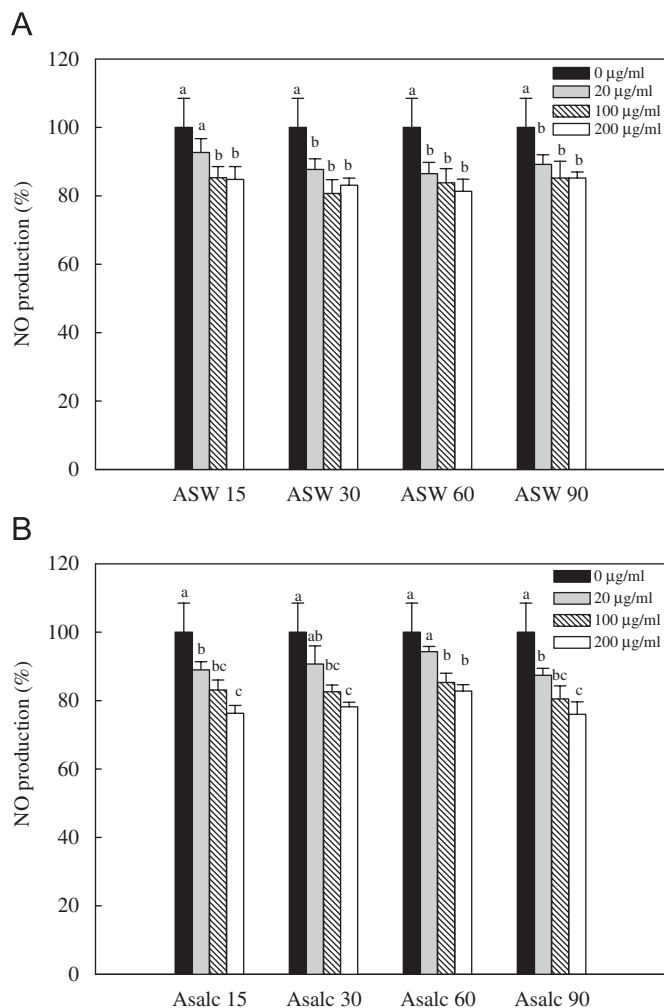 A
120
0 µg/ml
a a a a
20 µg/ml
100 µg/ml
200 µg/ml
100
a b b b
b b b b b b b b
80
NO production (%)
60
40
20
0
ASW 15 ASW 30 ASW 60 ASW 90
B
120
0 µg/ml
a a a a
20 µg/ml
100 µg/ml
200 µg/ml
100
b ab a b
bc c bc c b b bc c
80
NO production (%)
60
40
20
0
Asalc 15 Asalc 30 Asalc 60 Asalc 90